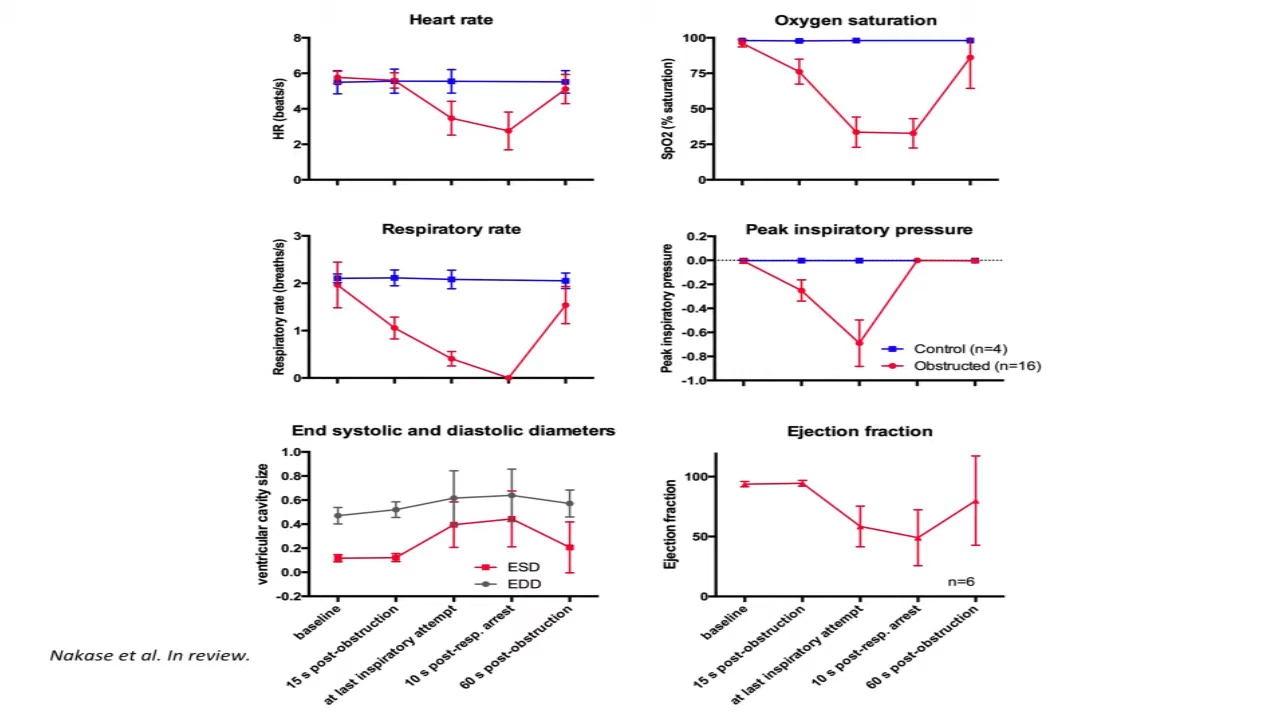 Heart rate
8
6
4
2
0
HR (beats/s)
Oxygen saturation
100
75
50
25
0
SpO2 (% saturation)
Respiratory rate
3
2
1
0
Respiratory rate (breaths/s)
Peak inspiratory pressure
0.2
0.0
-0.2
-0.4
-0.6
-0.8
-1.0
Peak inspiratory pressure
Control (n=4)
Obstructed (n=16)
End systolic and diastolic diameters
1.0
0.8
0.6
0.4
0.2
0.0
-0.2
ventricular cavity size
ESD
EDD
baseline
15 s post-obstruction
at last inspiratory attempt
10 s post-resp. arrest
60 s post-obstruction
Ejection fraction
100
50
0
Ejection fraction
n=6
baseline
15 s post-obstruction
at last inspiratory attempt
10 s post-resp. arrest
60 s post-obstruction
Nakase et al. In review.